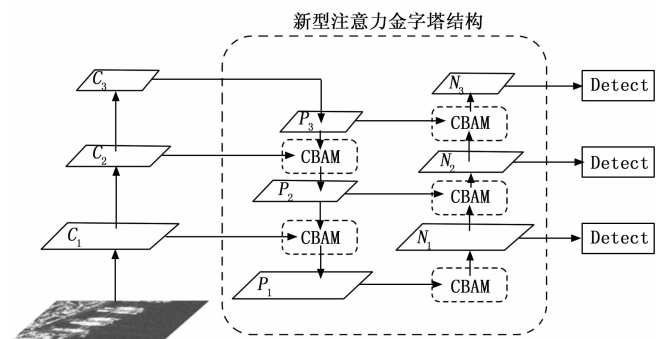 新型注意力金字塔结构
C3
N3
Detect
P3
CBAM
C2
CBAM
N2
Detect
P2
CBAM
C1
CBAM
N1
Detect
P1
CBAM